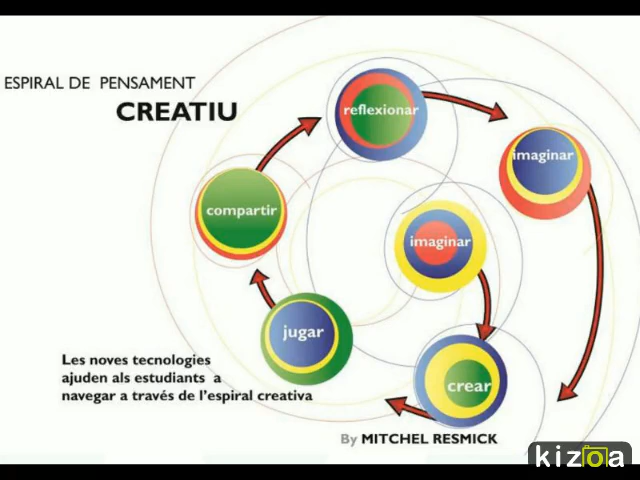 ESPIRAL DE PENSAMENT
CREATIU
reflexionar
imaginar
compartir
imaginar
jugar
crear
Les noves tecnologies
ajuden als estudiants a
navegar a través de l'espiral creativa
By MITCHEL RESMICK
kizoa